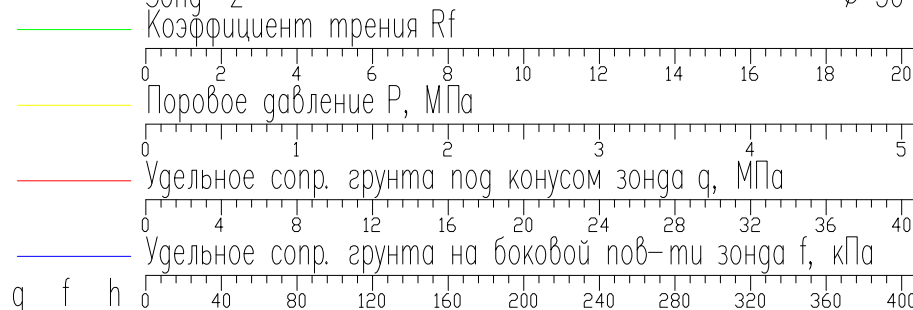 Зонд 2
Коэффициент трения Rf
0 2 4 6 8 10 12 14 16 18 20
Поровое давление P, МПа
0 1 2 3 4 5
Удельное сопр. грунта под конусом зонда q, МПа
0 4 8 12 16 20 24 28 32 36 40
Удельное сопр. грунта на боковой пов-ти зонда f, кПа
q f h 0 40 80 120 160 200 240 280 320 360 400